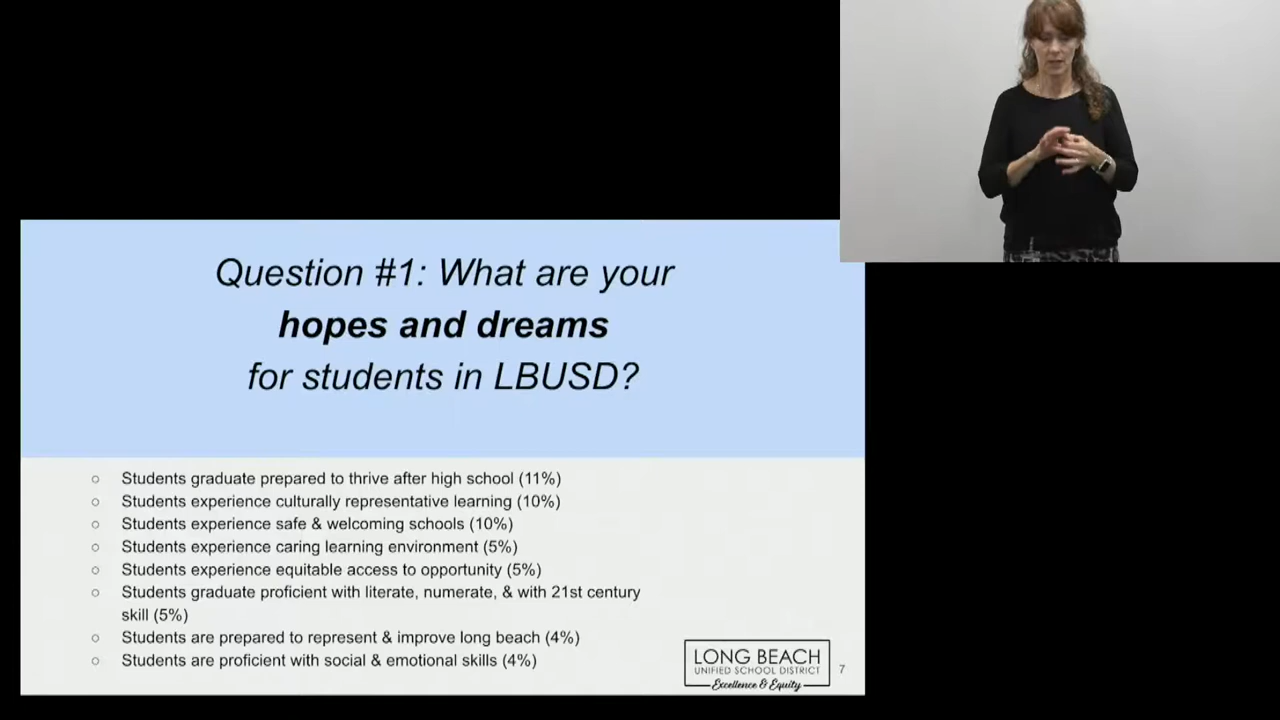 Question #1: What are your
hopes and dreams
for students in LBUSD?
○ Students graduate prepared to thrive after high school (11%)
○ Students experience culturally representative learning (10%)
○ Students experience safe & welcoming schools (10%)
○ Students experience caring learning environment (5%)
○ Students experience equitable access to opportunity (5%)
○ Students graduate proficient with literate, numerate, & with 21st century
skill (5%)
○ Students are prepared to represent & improve long beach (4%)
○ Students are proficient with social & emotional skills (4%)
LONG BEACH
UNIFIED SCHOOL DISTRICT
Excellence & Equity
7